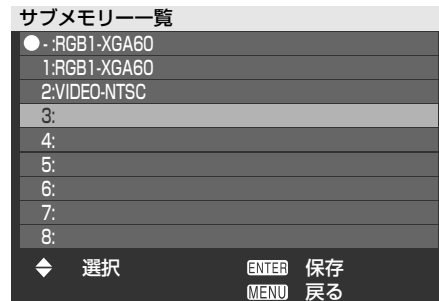 サブメモリー一覧
- :RGB1-XGA60
1:RGB1-XGA60
2:VIDEO-NTSC
3:
4:
5:
6:
7:
8:
選択 ENTER 保存
MENU 戻る